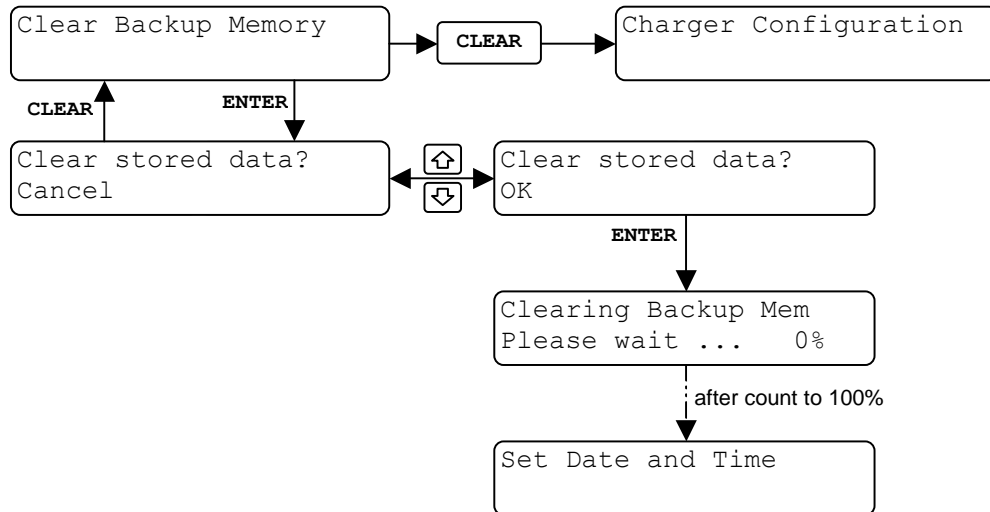 Clear Backup Memory
CLEAR
Charger Configuration
CLEAR
ENTER
Clear stored data?
Cancel
Clear stored data?
OK
ENTER
Clearing Backup Mem
Please wait ... 0%
after count to 100%
Set Date and Time